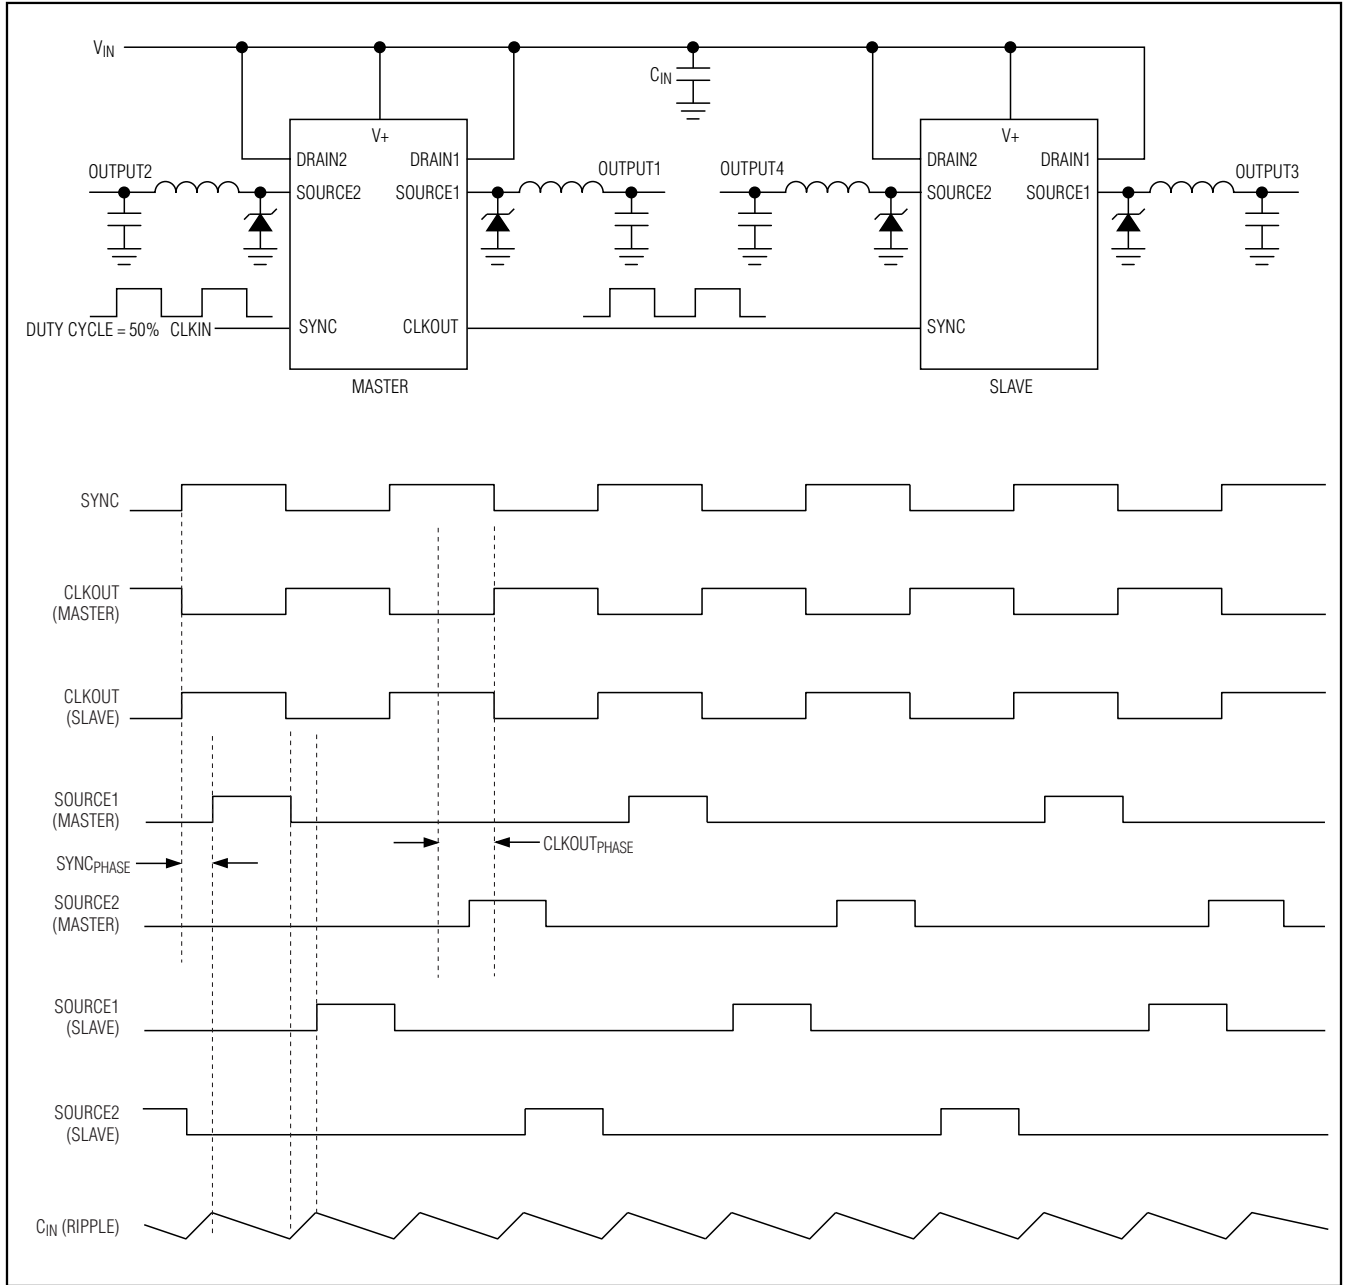 VIN
CIN
V+
DRAIN2 DRAIN1
OUTPUT2
SOURCE2 SOURCE1
OUTPUT1
DUTY CYCLE = 50% CLKIN
SYNC CLKOUT
MASTER
V+
DRAIN2 DRAIN1
OUTPUT4
SOURCE2 SOURCE1
OUTPUT3
SYNC
SLAVE
SYNC
CLKOUT
(MASTER)
CLKOUT
(SLAVE)
SOURCE1
(MASTER)
CLKOUTPHASE
SYNCPHASE
SOURCE2
(MASTER)
SOURCE1
(SLAVE)
SOURCE2
(SLAVE)
CIN (RIPPLE)